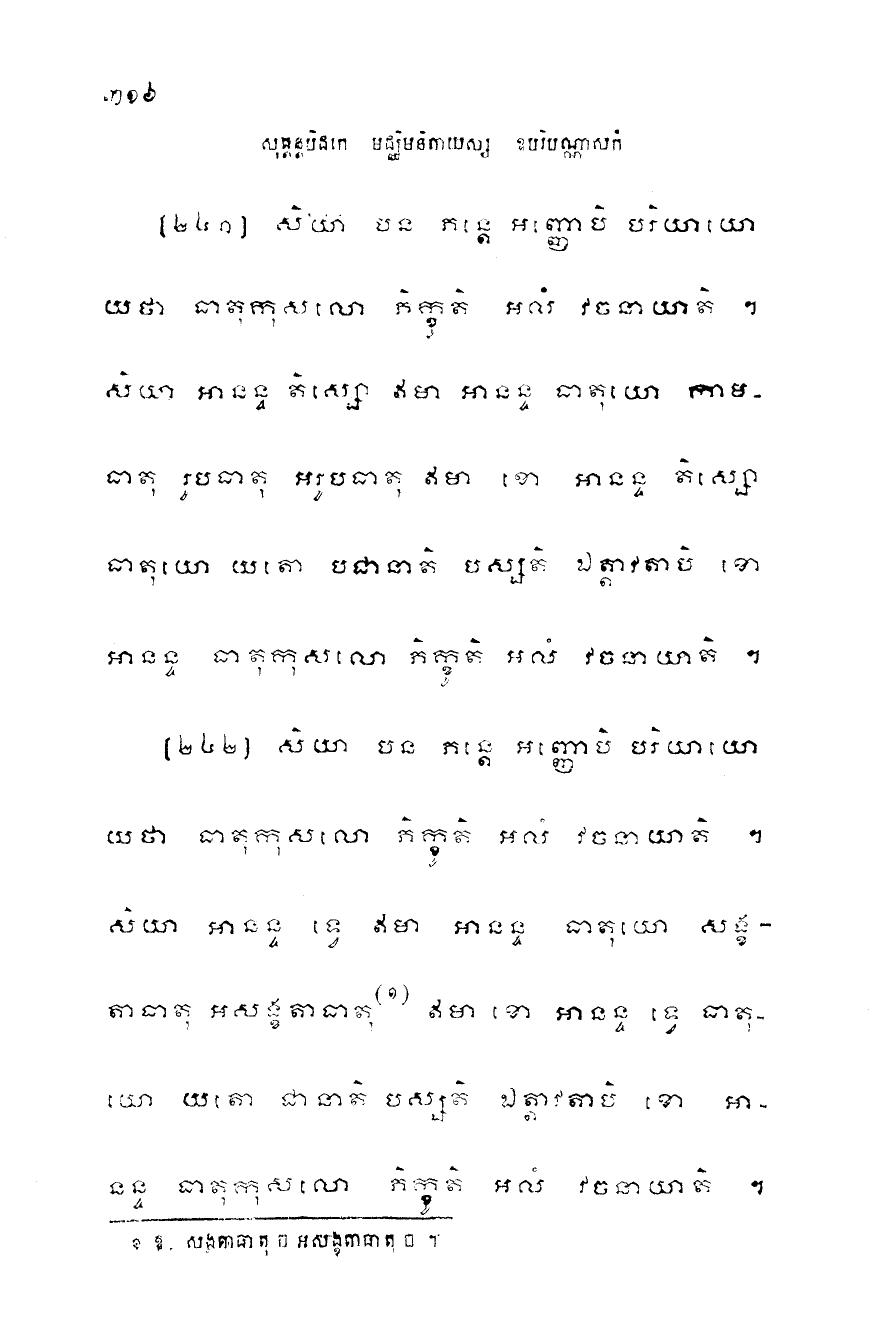 ៣១៦
សុត្តន្តបិដកេ មជ្ឈិមនិកាយស្ស ឧបរិបណ្ណាសកំ
[២៤១] សិយា បន ភន្តេ អញ្ញោបិ បរិយាយោ
យថា ធាតុកុសលោ ភិក្ខូតិ អលំ វចនាយាតិ ។
សិយា អានន្ទ តិស្សោ ឥមា អានន្ទ ធាតុយោ កាម-
ធាតុ រូបធាតុ អរូបធាតុ ឥមា ខោ អានន្ទ តិស្សោ
ធាតុយោ យតោ បជានាតិ បស្សតិ ឯត្តាវតាបិ ខោ
អានន្ទ ធាតុកុសលោ ភិក្ខូតិ អលំ វចនាយាតិ ។
[២៤២] សិយា បន ភន្តេ អញ្ញោបិ បរិយាយោ
យថា ធាតុកុសលោ ភិក្ខូតិ អលំ វចនាយាតិ ។
សិយា អានន្ទ ទ្វេ ឥមា អានន្ទ ធាតុយោ សង្ខ-
តាធាតុ អសង្ខតាធាតុ(១) ឥមា ខោ អានន្ទ ទ្វេ ធាតុ-
យោ យតោ ជានាតិ បស្សតិ ឯត្តាវតាបិ ខោ អា-
នន្ទ ធាតុកុសលោ ភិក្ខូតិ អលំ វចនាយាតិ ។
១ ឱ. សង្ខតាធាតុ ច អសង្ខតាធាតុ ច ។